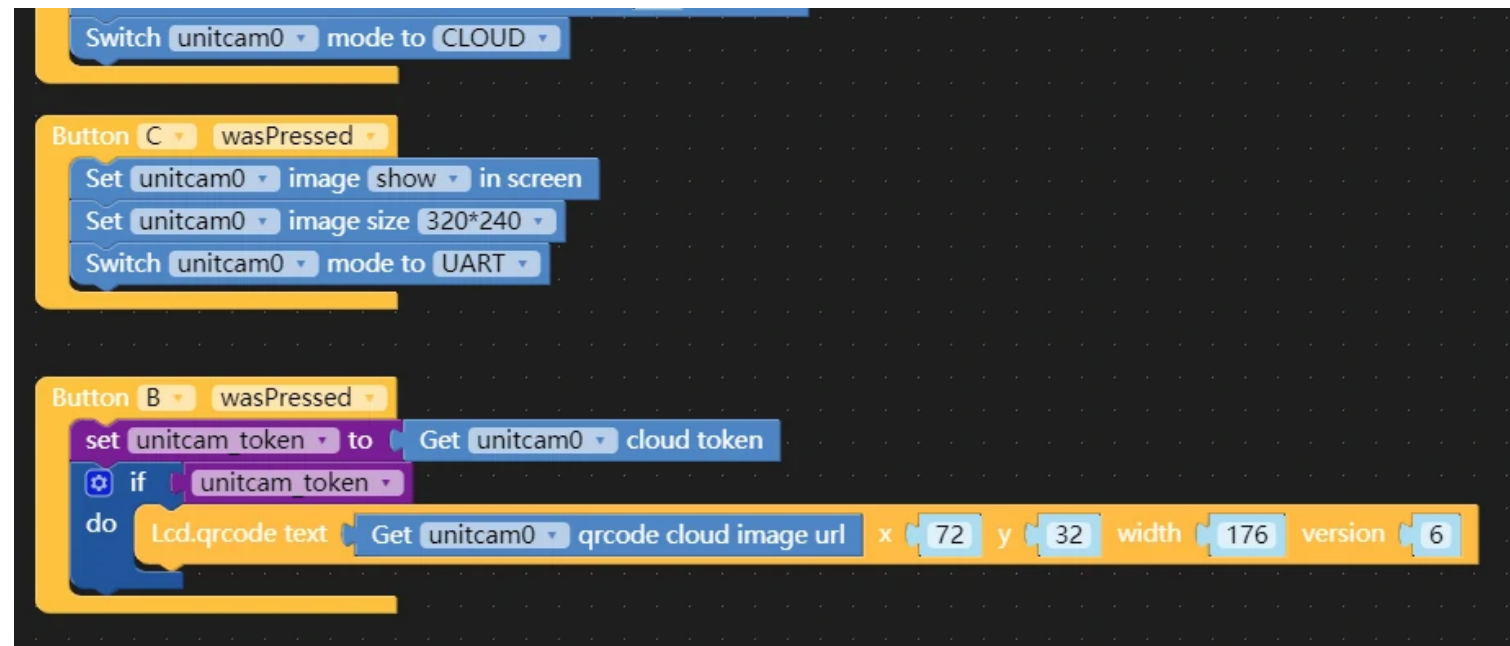 Switch unitcam0 mode to CLOUD
Button C wasPressed
Set unitcam0 image show in screen
Set unitcam0 image size 320*240
Switch unitcam0 mode to UART
Button B wasPressed
set unitcam_token to Get unitcam0 cloud token
if unitcam_token
do Lcd.qrcode text Get unitcam0 qrcode cloud image url x 72 y 32 width 176 version 6